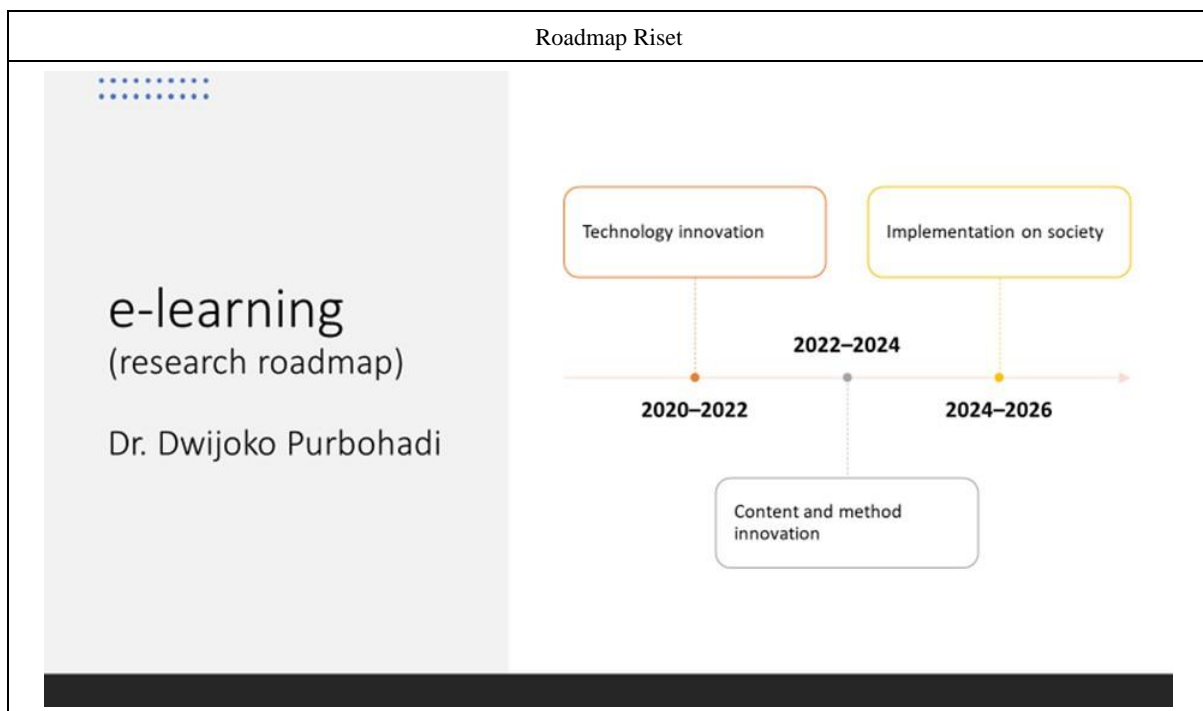 Roadmap Riset
e-learning
(research roadmap)
Dr. Dwijoko Purbohadi
Technology innovation
Implementation on society
2022–2024
2020–2022
2024–2026
Content and method
innovation